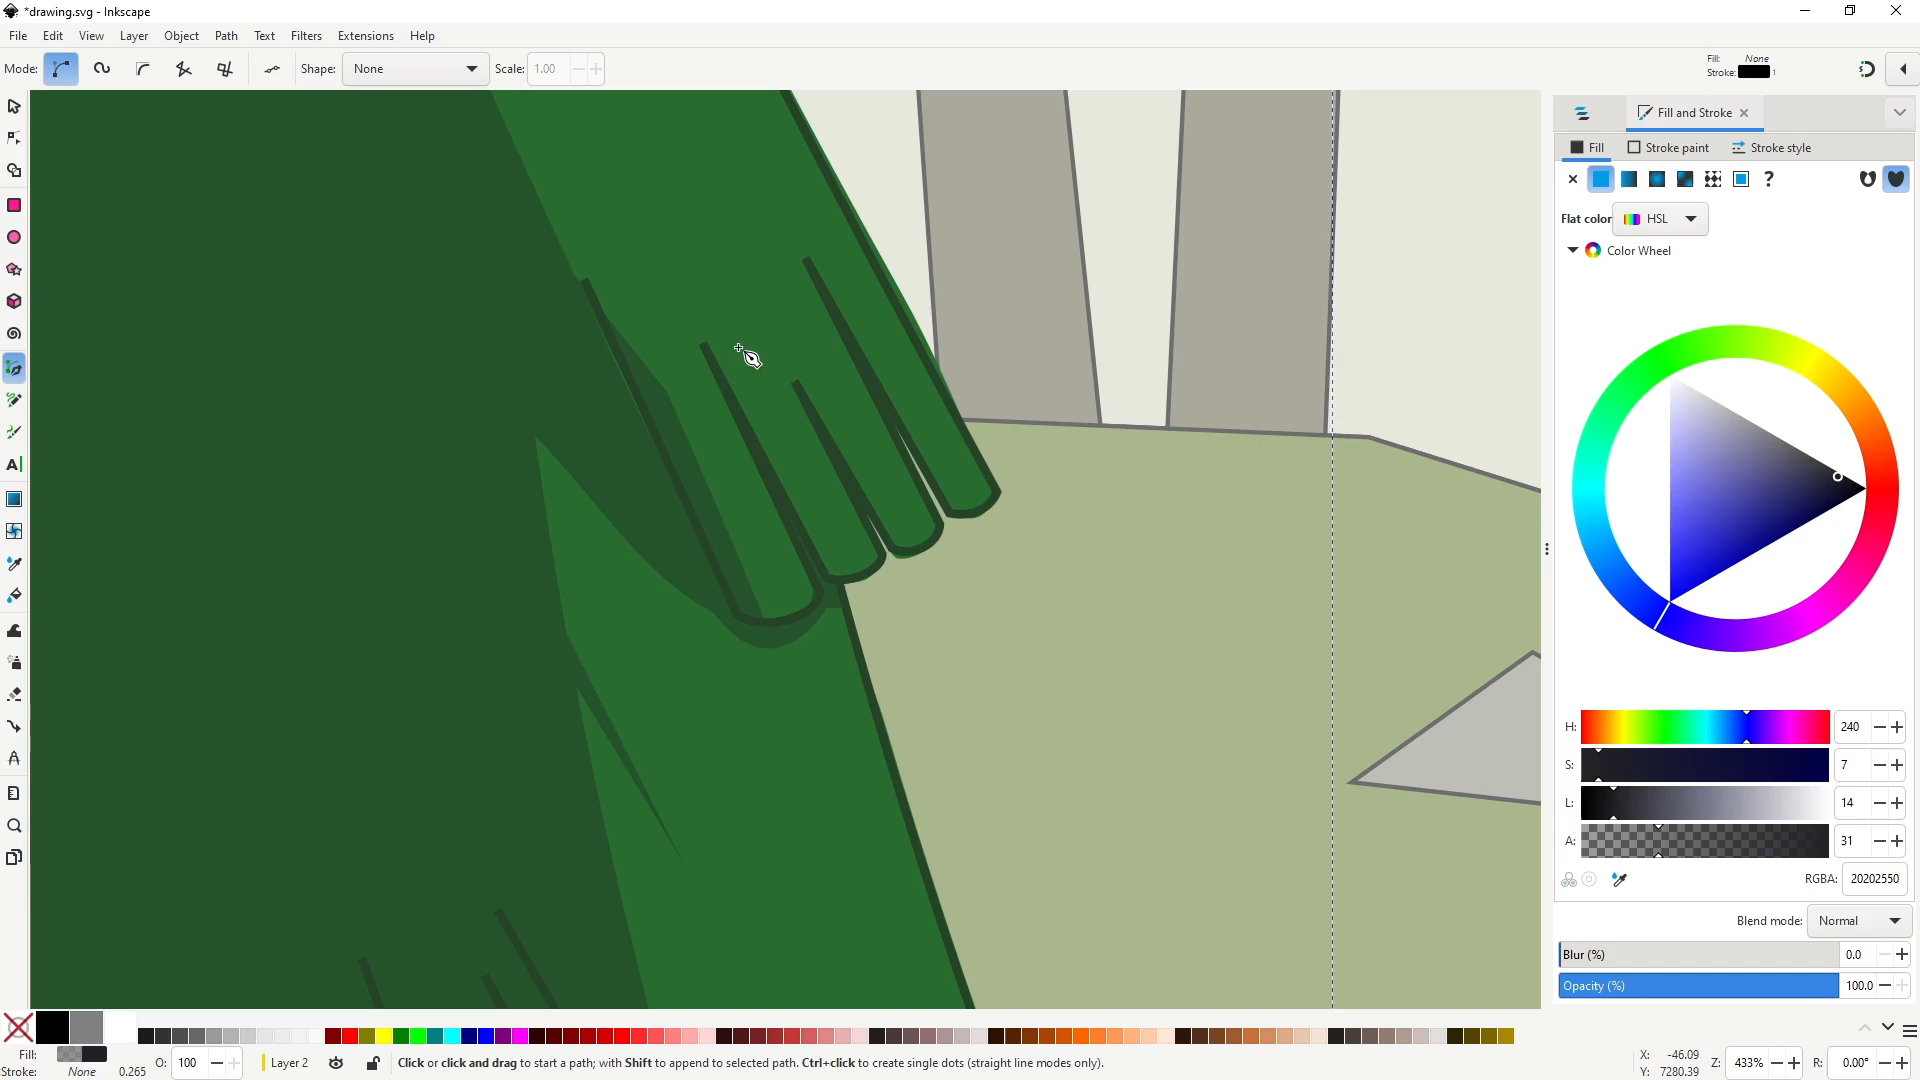 *drawing.svg - Inkscape
File Edit View Layer Object Path Text Filters Extensions Help
Mode: Shape: None Scale: 1.00
Fill: None
Stroke: 1
Fill and Stroke
Fill Stroke paint Stroke style
?
Flat color HSL
Color Wheel
H: 240
S: 7
L: 14
A: 31
RGBA: 20202550
Blend mode: Normal
Blur (%) 0.0
Opacity (%) 100.0
Fill:
Stroke: None 0.265
O: 100
Layer 2
Click or click and drag to start a path; with Shift to append to selected path. Ctrl+click to create single dots (straight line modes only).
X: -46.09
Y: 7280.39
Z: 433%
R: 0.00°